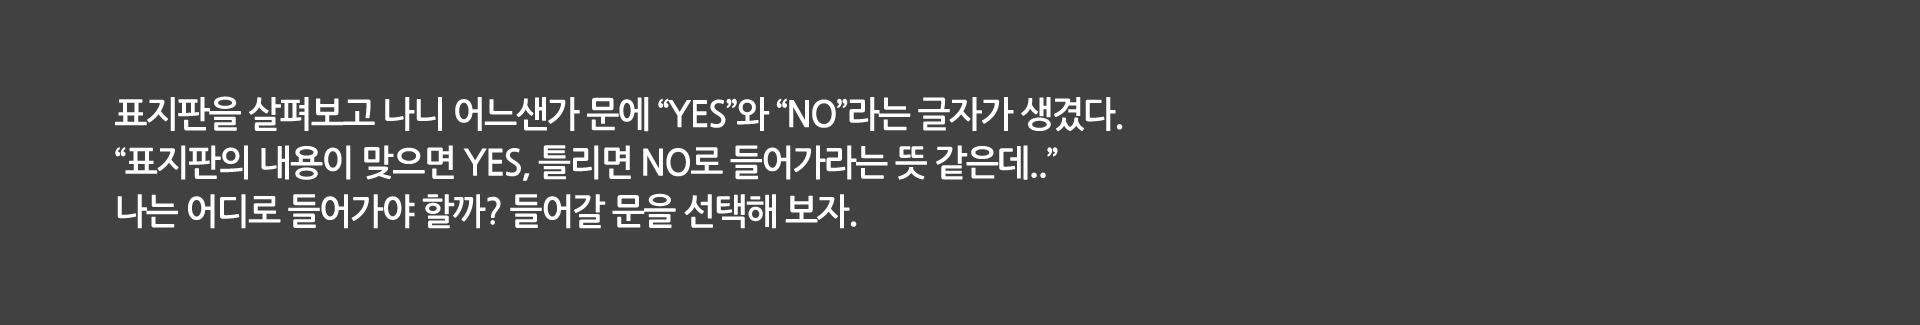 표지판을 살펴보고 나니 어느샌가 문에 “YES”와 “NO”라는 글자가 생겼다.
“표지판의 내용이 맞으면 YES, 틀리면 NO로 들어가라는 뜻 같은데..”
나는 어디로 들어가야 할까? 들어갈 문을 선택해 보자.